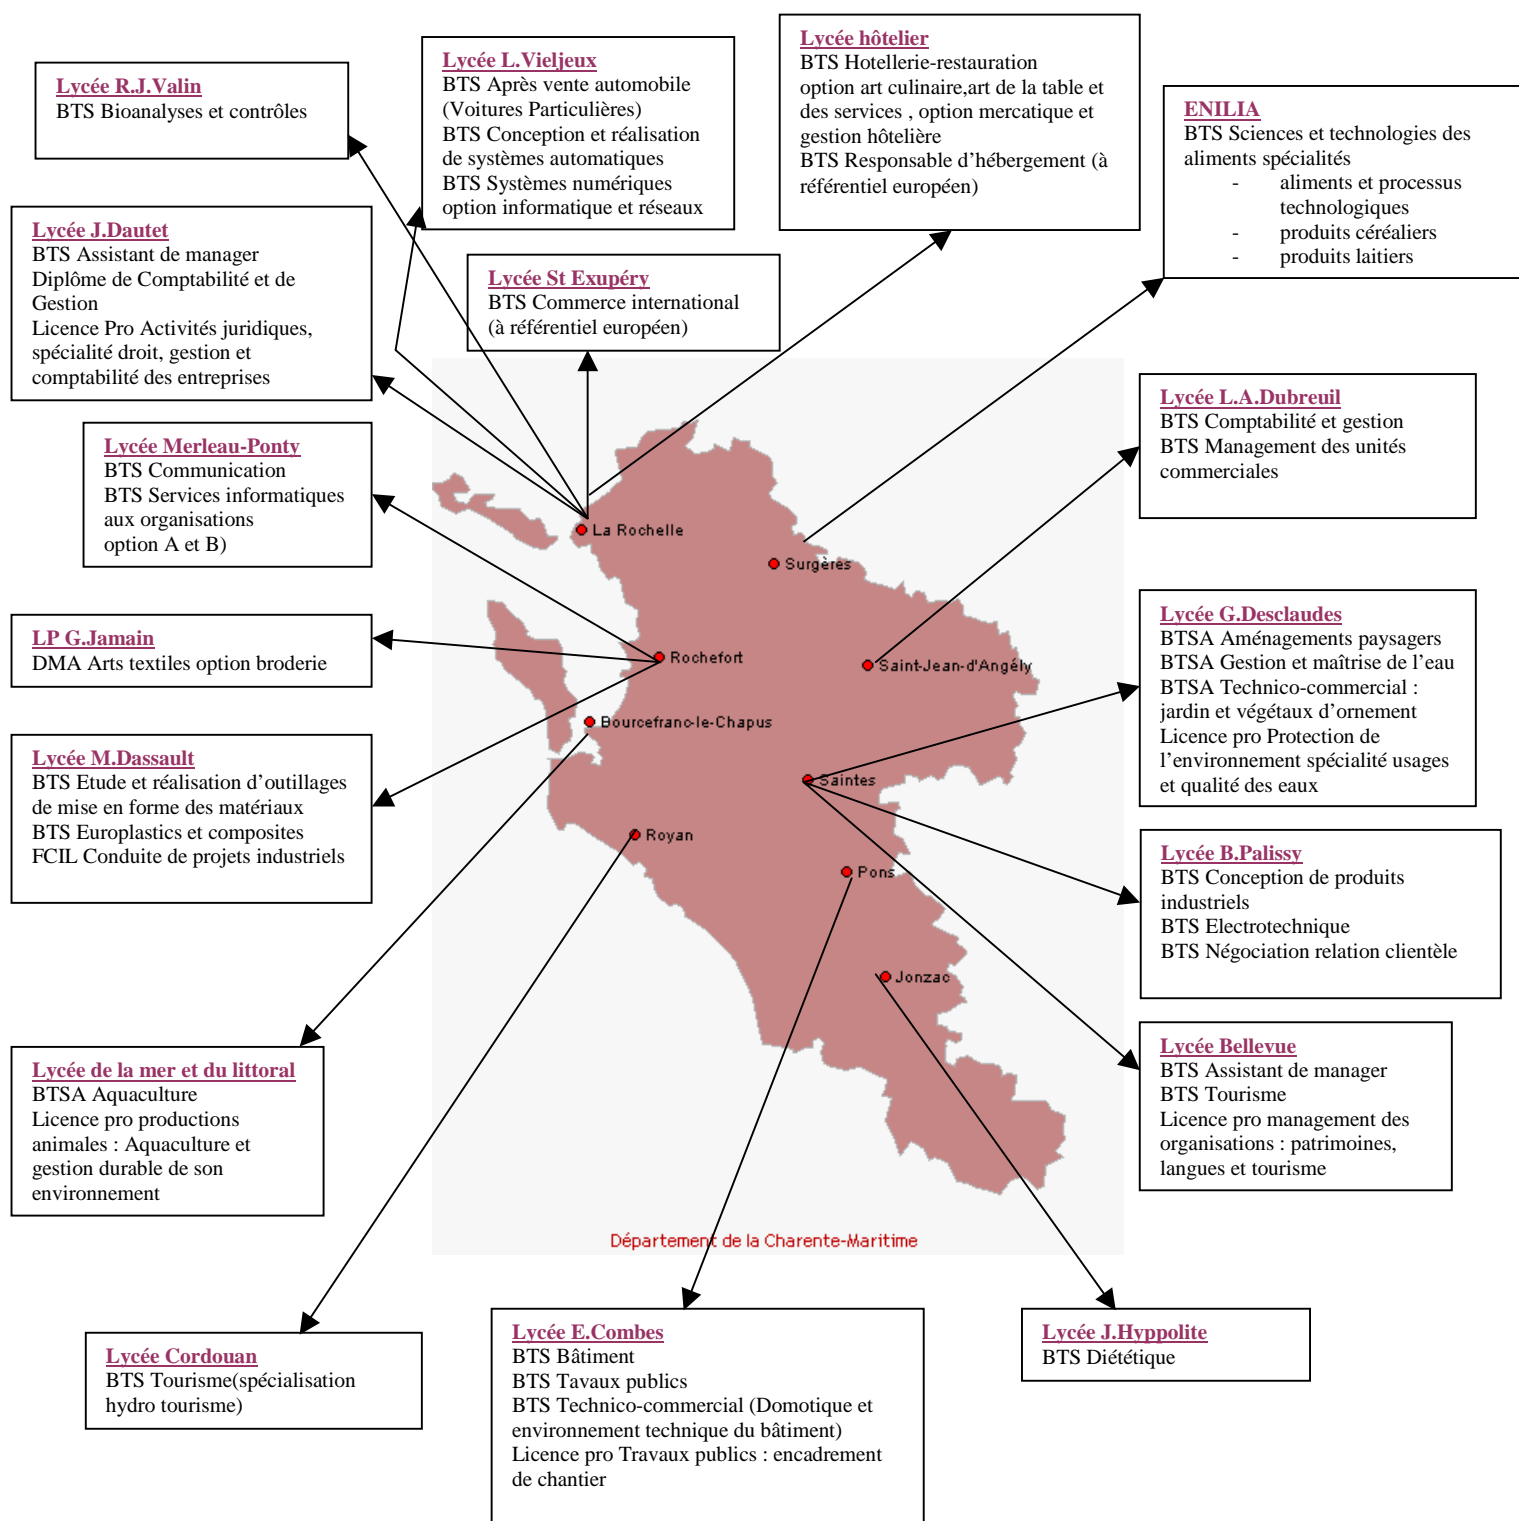 Lycée R.J.Valin
BTS Bioanalyses et contrôles
Lycée L.Vieljeux
BTS Après vente automobile
(Voitures Particulières)
BTS Conception et réalisation
de systèmes automatiques
BTS Systèmes numériques
option informatique et réseaux
Lycée hôtelier
BTS Hotellerie-restauration
option art culinaire,art de la table et
des services , option mercatique et
gestion hôtelière
BTS Responsable d’hébergement (à
référentiel européen)
ENILIA
BTS Sciences et technologies des
aliments spécialités
- aliments et processus
technologiques
- produits céréaliers
- produits laitiers
Lycée J.Dautet
BTS Assistant de manager
Diplôme de Comptabilité et de
Gestion
Licence Pro Activités juridiques,
spécialité droit, gestion et
comptabilité des entreprises
Lycée St Exupéry
BTS Commerce international
(à référentiel européen)
Lycée L.A.Dubreuil
BTS Comptabilité et gestion
BTS Management des unités
commerciales
Lycée Merleau-Ponty
BTS Communication
BTS Services informatiques
aux organisations
option A et B)
La Rochelle
Surgères
LP G.Jamain
DMA Arts textiles option broderie
Rochefort
Saint-Jean-d'Angély
Lycée G.Desclaudes
BTSA Aménagements paysagers
BTSA Gestion et maîtrise de l’eau
BTSA Technico-commercial :
jardin et végétaux d’ornement
Licence pro Protection de
l’environnement spécialité usages
et qualité des eaux
Bourcefranc-le-Chapus
Lycée M.Dassault
BTS Etude et réalisation d’outillages
de mise en forme des matériaux
BTS Europlastics et composites
FCIL Conduite de projets industriels
Saintes
Royan
Pons
Lycée B.Palissy
BTS Conception de produits
industriels
BTS Electrotechnique
BTS Négociation relation clientèle
Jonzac
Lycée de la mer et du littoral
BTSA Aquaculture
Licence pro productions
animales : Aquaculture et
gestion durable de son
environnement
Lycée Bellevue
BTS Assistant de manager
BTS Tourisme
Licence pro management des
organisations : patrimoines,
langues et tourisme
Département de la Charente-Maritime
Lycée Cordouan
BTS Tourisme(spécialisation
hydro tourisme)
Lycée E.Combes
BTS Bâtiment
BTS Tavaux publics
BTS Technico-commercial (Domotique et
environnement technique du bâtiment)
Licence pro Travaux publics : encadrement
de chantier
Lycée J.Hyppolite
BTS Diététique